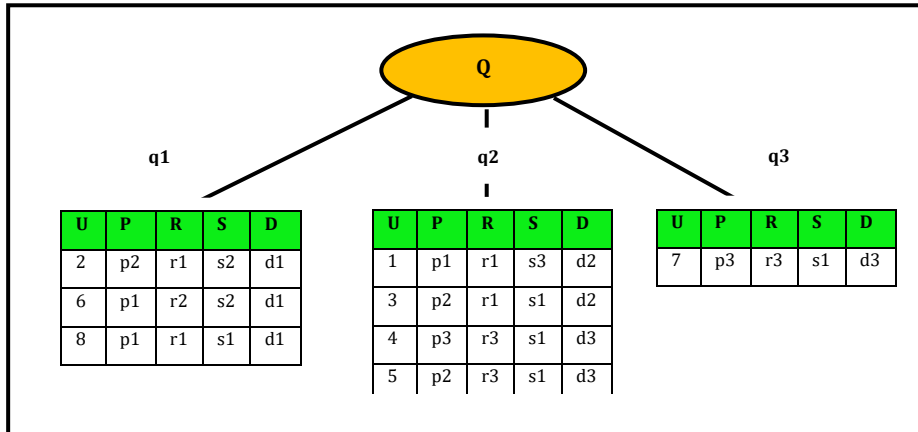 Q
q1 q2 q3
U P R S D
2 p2 r1 s2 d1
6 p1 r2 s2 d1
8 p1 r1 s1 d1
U P R S D
1 p1 r1 s3 d2
3 p2 r1 s1 d2
4 p3 r3 s1 d3
5 p2 r3 s1 d3
U P R S D
7 p3 r3 s1 d3